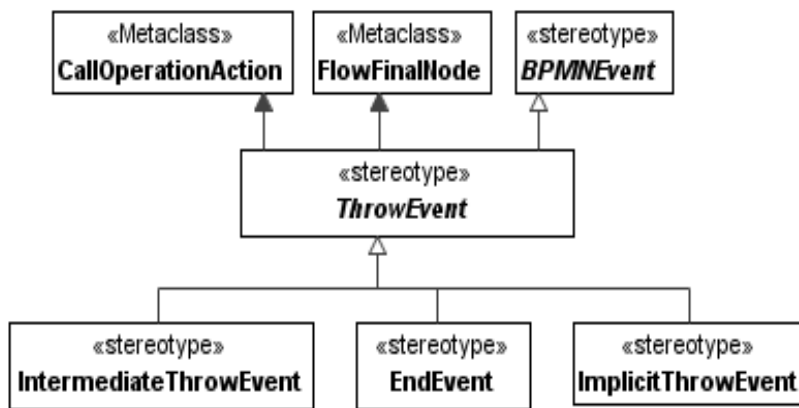 «Metaclass»
CallOperationAction
«Metaclass»
FlowFinalNode
«stereotype»
BPMNEvent
«stereotype»
ThrowEvent
«stereotype»
IntermediateThrowEvent
«stereotype»
EndEvent
«stereotype»
ImplicitThrowEvent